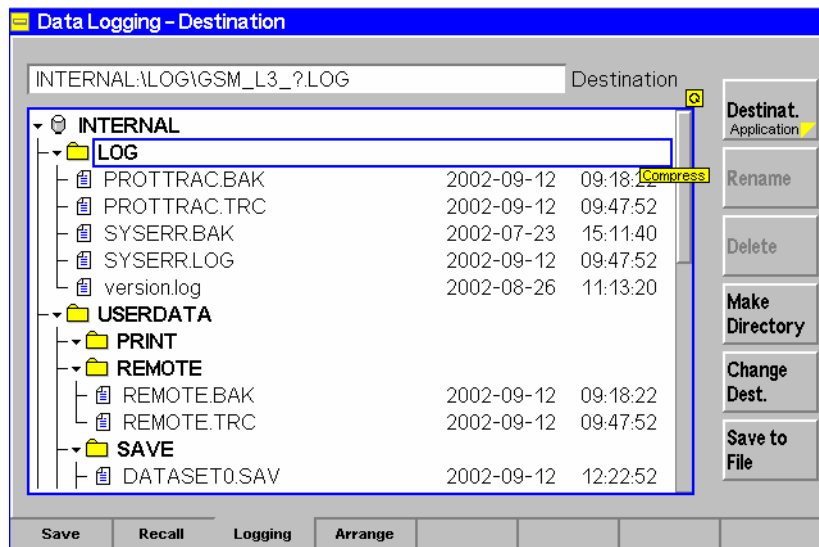 Data Logging – Destination
INTERNAL:\LOG\GSM_L3_?.LOG Destination
INTERNAL
LOG
Compress
PROTTRAC.BAK 2002-09-12 09:18:22
PROTTRAC.TRC 2002-09-12 09:47:52
SYSERR.BAK 2002-07-23 15:11:40
SYSERR.LOG 2002-09-12 09:47:52
version.log 2002-08-26 11:13:20
USERDATA
PRINT
REMOTE
REMOTE.BAK 2002-09-12 09:18:22
REMOTE.TRC 2002-09-12 09:47:52
SAVE
DATASET0.SAV 2002-09-12 12:22:52
Destinat.
Application
Rename
Delete
Make
Directory
Change
Dest.
Save to
File
Save Recall Logging Arrange